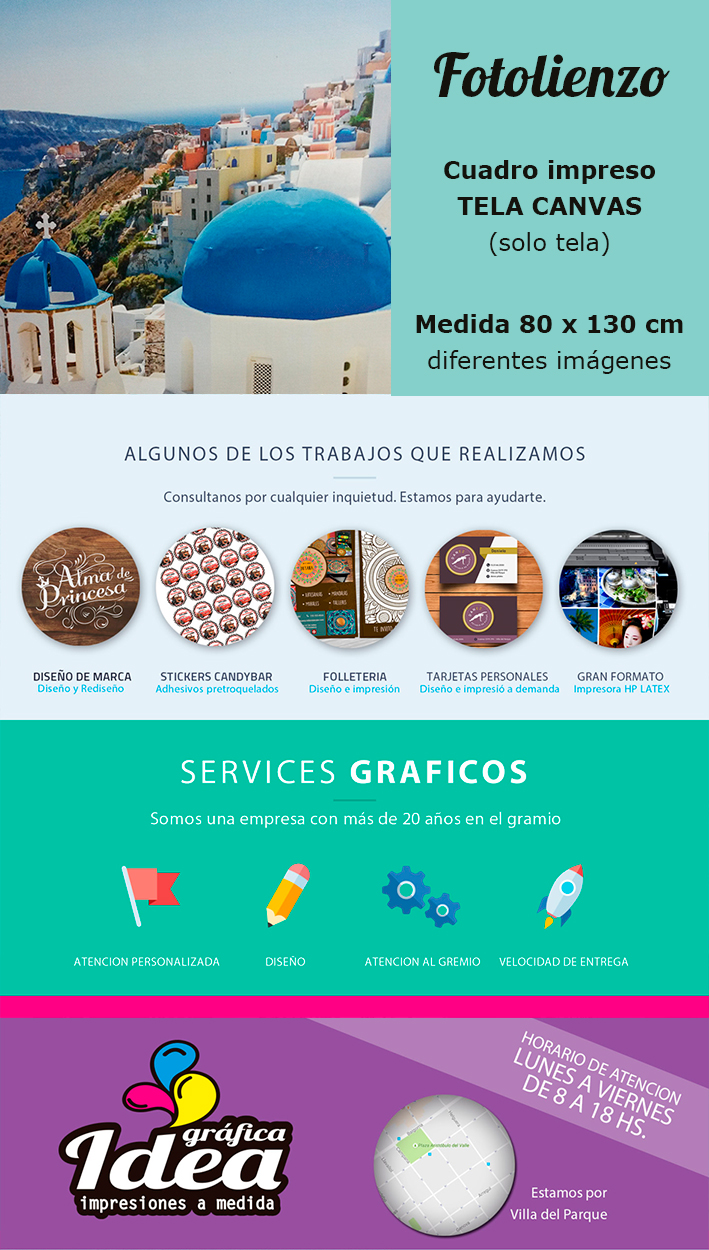 Fotolienzo
Cuadro impreso
TELA CANVAS
(solo tela)
Medida 80 x 130 cm
diferentes imágenes
ALGUNOS DE LOS TRABAJOS QUE REALIZAMOS
Consultanos por cualquier inquietud. Estamos para ayudarte.
Alma de
Princesa
DISEÑO DE MARCA
Diseño y Rediseño
STICKERS CANDYBAR
Adhesivos pretroquelados
FOLLETERIA
Diseño e impresión
TARJETAS PERSONALES
Diseño e impresió a demanda
GRAN FORMATO
Impresora HP LATEX
SERVICES GRAFICOS
Somos una empresa con más de 20 años en el gramio
ATENCION PERSONALIZADA
DISEÑO
ATENCION AL GREMIO
VELOCIDAD DE ENTREGA
HORARIO DE ATENCION
LUNES A VIERNES
DE 8 A 18 HS.
gráfica
Idea
impresiones a medida
Plaza Aristóbulo del Valle
Estamos por
Villa del Parque